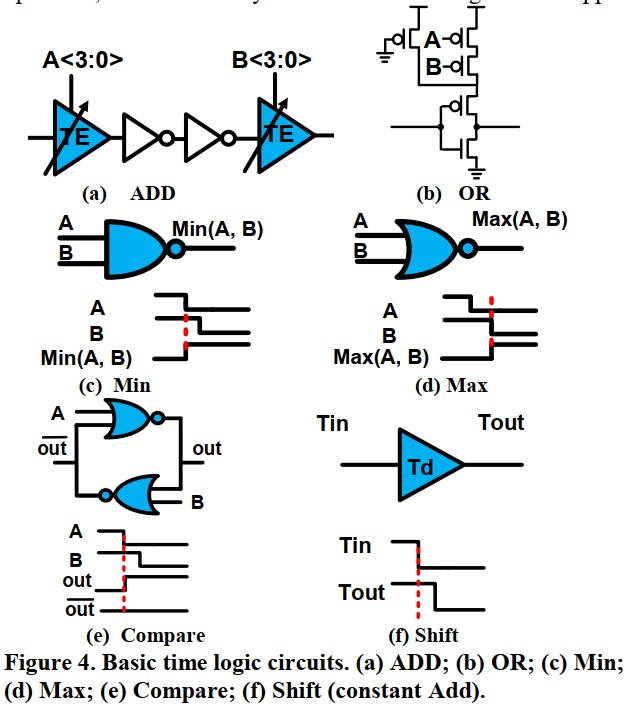 A<3:0>
B<3:0>
TE
TE
(a) ADD
A
B
(b) OR
A
B
Min(A, B)
A
B
Min(A, B)
(c) Min
A
B
Max(A, B)
A
B
Max(A, B)
(d) Max
A
out
out
B
A
B
out
out
(e) Compare
Tin
Tout
Td
Tin
Tout
(f) Shift
Figure 4. Basic time logic circuits. (a) ADD; (b) OR; (c) Min;
(d) Max; (e) Compare; (f) Shift (constant Add).